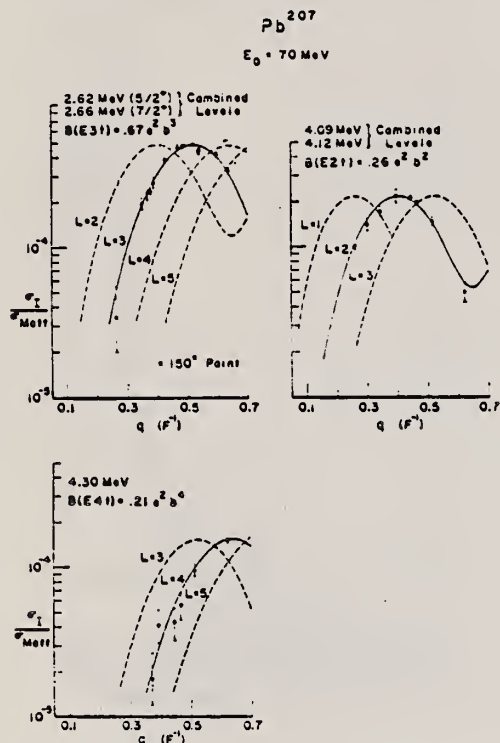 Pb²⁰⁷
E₀ = 70 MeV
2.62 MeV (5/2⁺) } Combined
2.66 MeV (7/2⁺) } Levels
B(E3↑) = .67 e² b³
L=2
L=3
L=4
L=5
= 150° Point
10⁻⁴
10⁻⁵
σ_I
σ_Mott
0.1 0.3 0.5 0.7
q (F⁻¹)
4.09 MeV } Combined
4.12 MeV } Levels
B(E2↑) = .26 e² b²
L=1
L=2
L=3
0.1 0.3 0.5 0.7
q (F⁻¹)
4.30 MeV
B(E4↑) = .21 e² b⁴
L=3
L=4
L=5
10⁻⁴
10⁻⁵
σ_I
σ_Mott
0.1 0.3 0.5 0.7
q (F⁻¹)